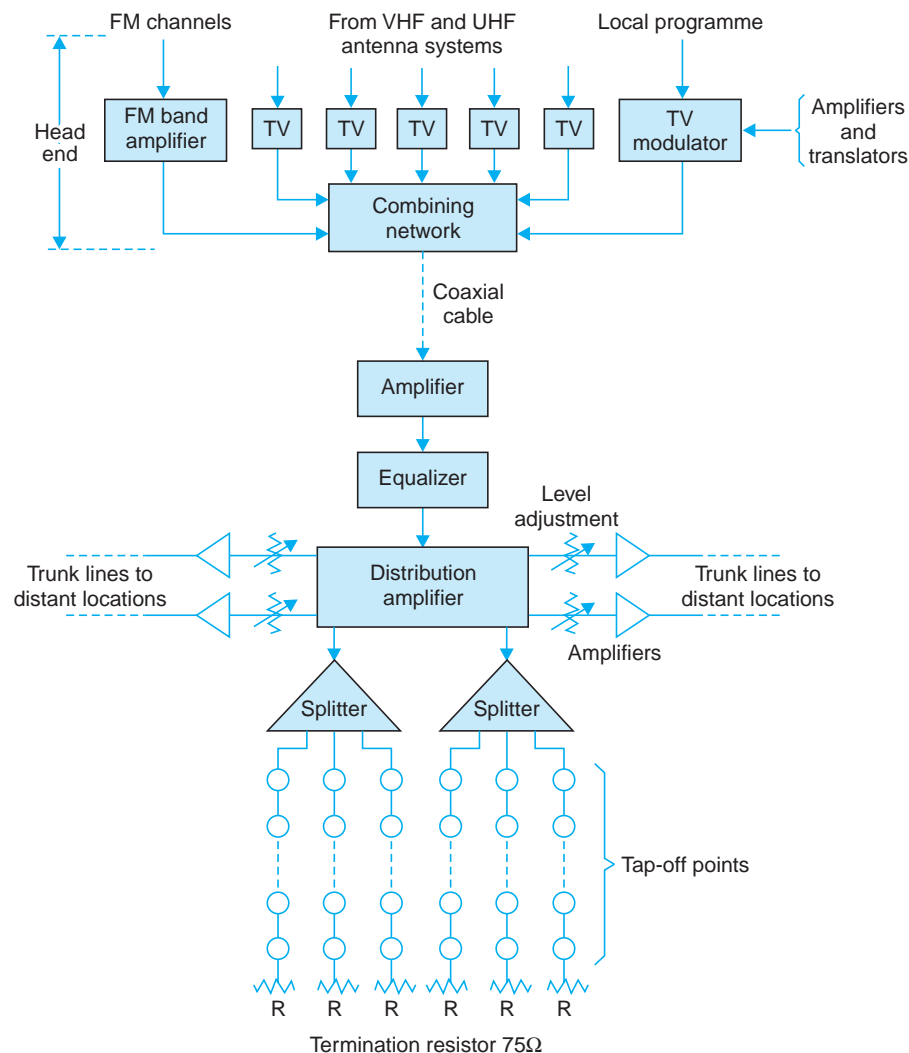 FM channels
From VHF and UHF
antenna systems
Local programme
Head
end
FM band
amplifier
TV
TV
TV
TV
TV
TV
modulator
Amplifiers
and
translators
Combining
network
Coaxial
cable
Amplifier
Equalizer
Level
adjustment
Trunk lines to
distant locations
Distribution
amplifier
Trunk lines to
distant locations
Amplifiers
Splitter
Splitter
Tap-off points
R
R
R
R
R
R
Termination resistor 75Ω